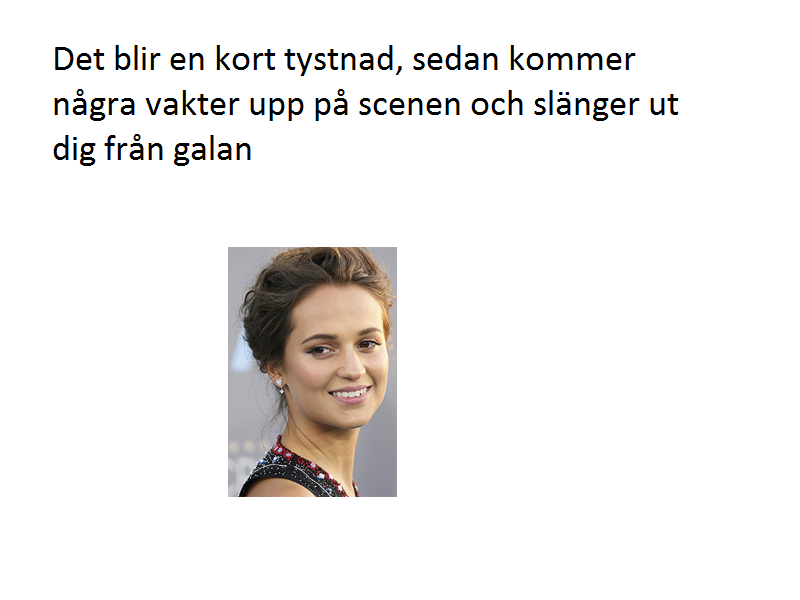 Det blir en kort tystnad, sedan kommer
några vakter upp på scenen och slänger ut
dig från galan